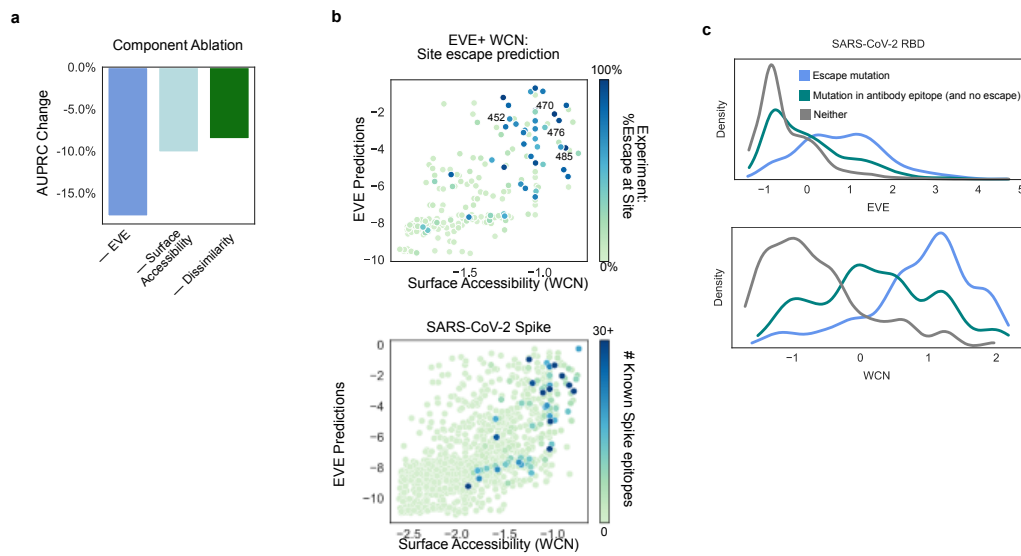 a
Component Ablation
0.0%
-5.0%
-10.0%
-15.0%
AUPRC Change
— EVE
— Surface
Accessibility
— Dissimilarity
b
EVE+ WCN:
Site escape prediction
−2
−4
−6
−8
−10
EVE Predictions
452
470
476
485
−1.5
−1.0
Surface Accessibility (WCN)
100%
0%
Experiment:
%Escape at Site
SARS-CoV-2 Spike
0
−2
−4
−6
−8
−10
EVE Predictions
−2.5
−2.0
−1.5
−1.0
Surface Accessibility (WCN)
30+
0
# Known Spike epitopes
c
SARS-CoV-2 RBD
Escape mutation
Mutation in antibody epitope (and no escape)
Neither
Density
−1
0
1
2
3
4
5
EVE
Density
−1
0
1
2
WCN